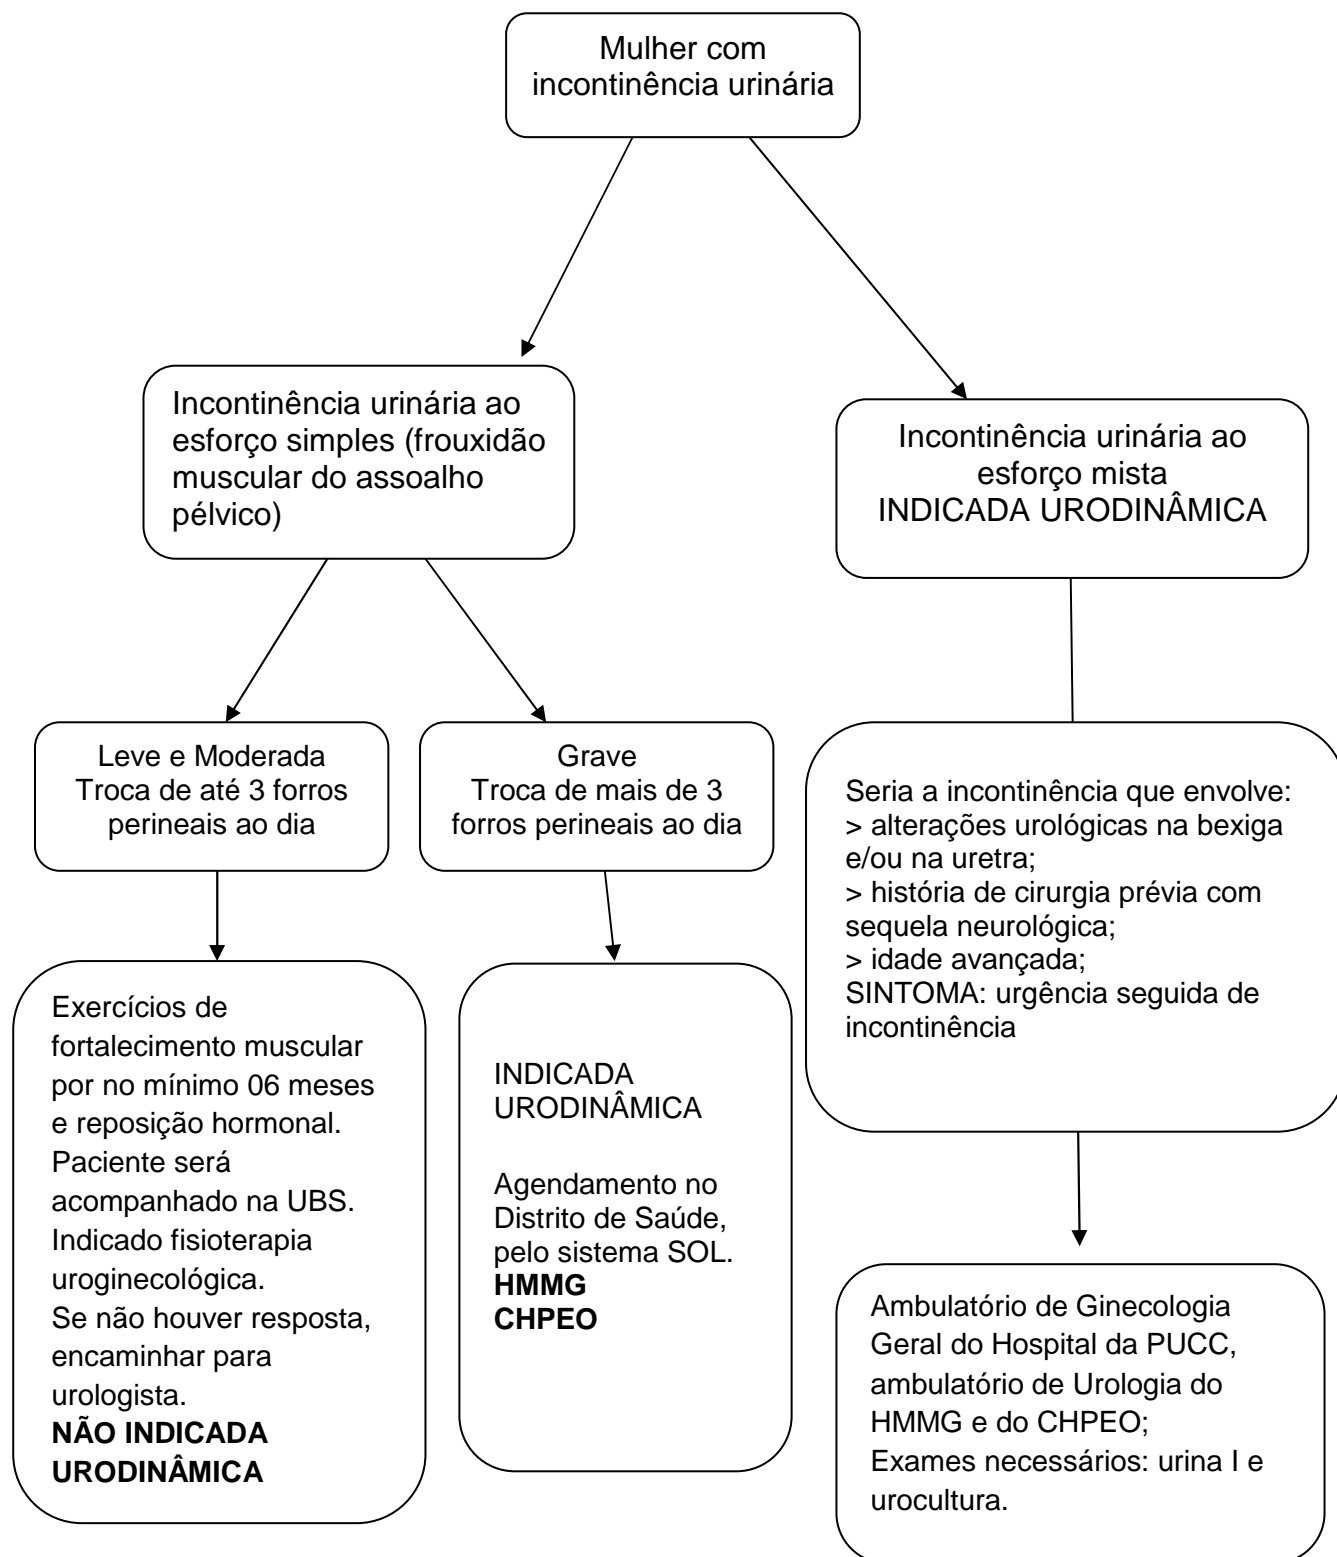 Mulher com
incontinência urinária
Incontinência urinária ao
esforço simples (frouxidão
muscular do assoalho
pélvico)
Incontinência urinária ao
esforço mista
INDICADA URODINÂMICA
Leve e Moderada
Troca de até 3 forros
perineais ao dia
Grave
Troca de mais de 3
forros perineais ao dia
Seria a incontinência que envolve:
> alterações urológicas na bexiga
e/ou na uretra;
> história de cirurgia prévia com
sequela neurológica;
> idade avançada;
SINTOMA: urgência seguida de
incontinência
Exercícios de
fortalecimento muscular
por no mínimo 06 meses
e reposição hormonal.
Paciente será
acompanhado na UBS.
Indicado fisioterapia
uroginecológica.
Se não houver resposta,
encaminhar para
urologista.
NÃO INDICADA
URODINÂMICA
INDICADA
URODINÂMICA
Agendamento no
Distrito de Saúde,
pelo sistema SOL.
HMMG
CHPEO
Ambulatório de Ginecologia
Geral do Hospital da PUCC,
ambulatório de Urologia do
HMMG e do CHPEO;
Exames necessários: urina I e
urocultura.